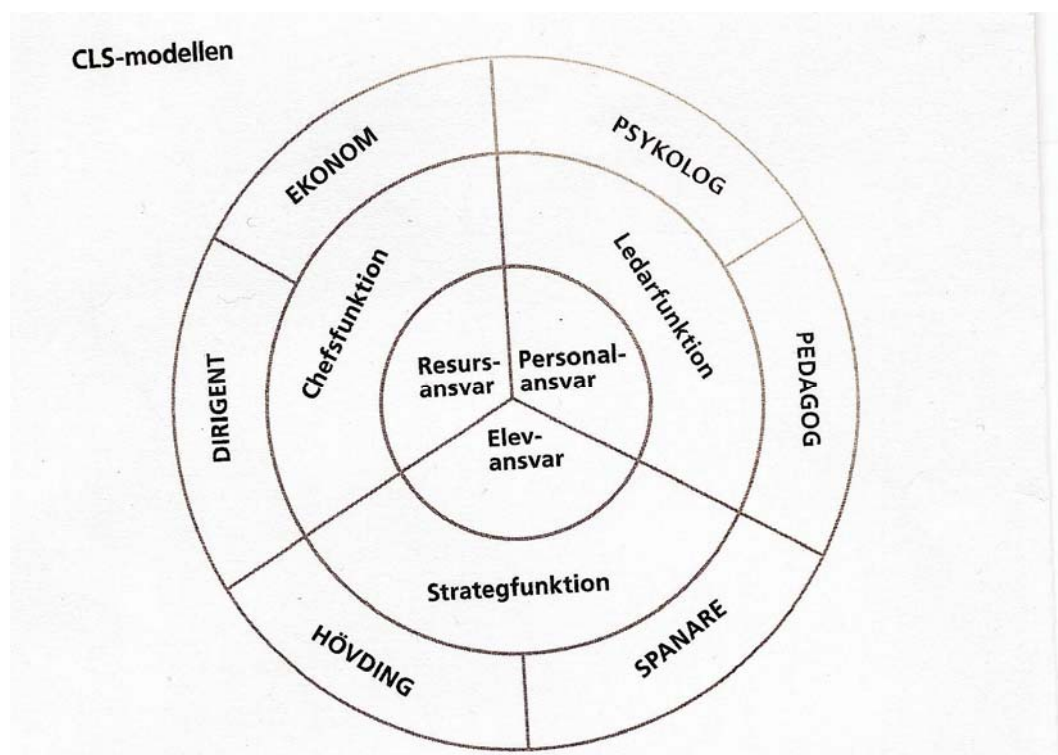 CLS-modellen
EKONOM
PSYKOLOG
Chefsfunktion
Ledarfunktion
DIRIGENT
Resurs-
ansvar
Personal-
ansvar
PEDAGOG
Elev-
ansvar
Strategfunktion
HÖVDING
SPANARE